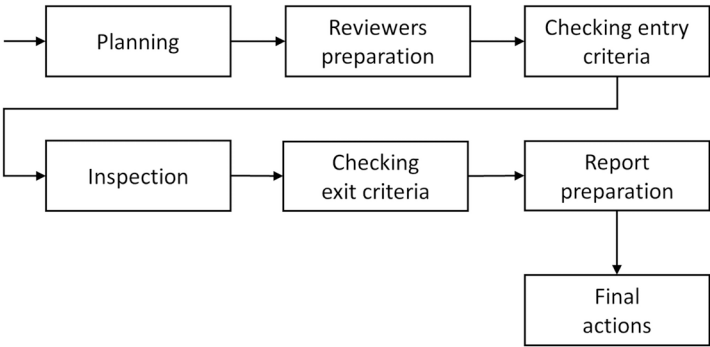 Planning
Reviewers
preparation
Checking entry
criteria
Inspection
Checking
exit criteria
Report
preparation
Final
actions